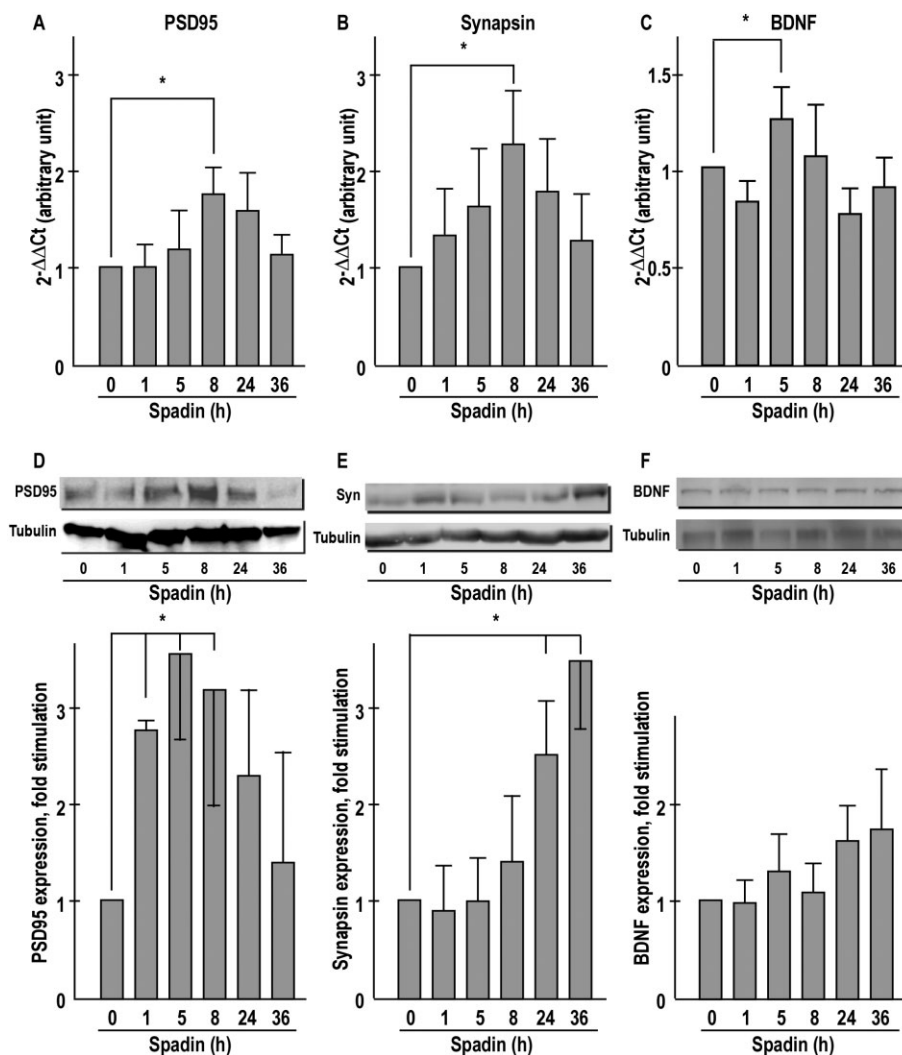 A PSD95
B Synapsin
C BDNF
*
*
*
2-ΔΔCt (arbitrary unit)
3
2
1
0
0 1 5 8 24 36
Spadin (h)
2-ΔΔCt (arbitrary unit)
3
2
1
0
0 1 5 8 24 36
Spadin (h)
2-ΔΔCt (arbitrary unit)
1.5
1
0.5
0
0 1 5 8 24 36
Spadin (h)
D
PSD95
Tubulin
0 1 5 8 24 36
Spadin (h)
E
Syn
Tubulin
0 1 5 8 24 36
Spadin (h)
F
BDNF
Tubulin
0 1 5 8 24 36
Spadin (h)
*
PSD95 expression, fold stimulation
3
2
1
0
0 1 5 8 24 36
Spadin (h)
*
Synapsin expression, fold stimulation
3
2
1
0
0 1 5 8 24 36
Spadin (h)
BDNF expression, fold stimulation
3
2
1
0
0 1 5 8 24 36
Spadin (h)